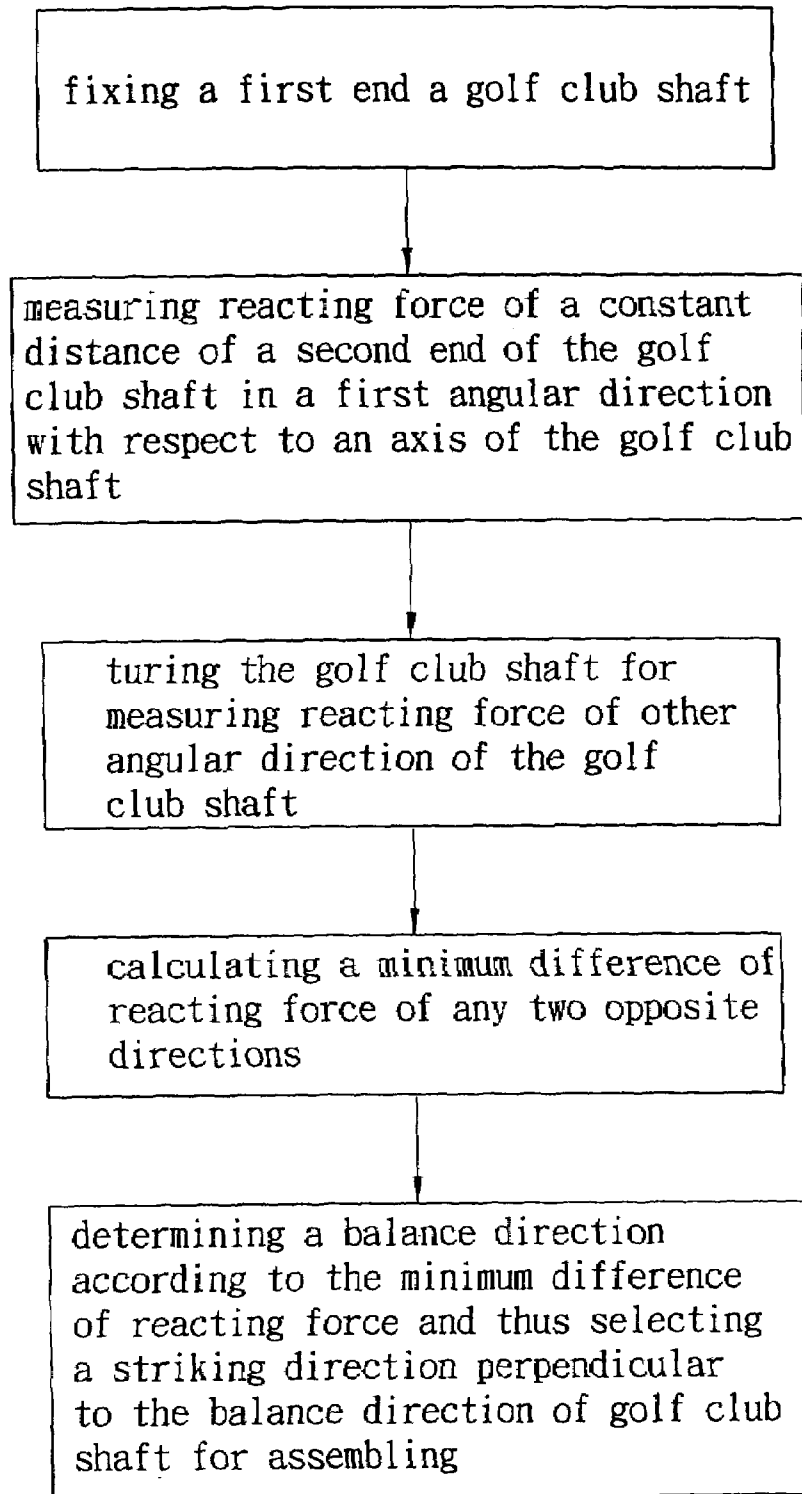 fixing a first end a golf club shaft
measuring reacting force of a constant
distance of a second end of the golf
club shaft in a first angular direction
with respect to an axis of the golf club
shaft
turing the golf club shaft for
measuring reacting force of other
angular direction of the golf
club shaft
calculating a minimum difference of
reacting force of any two opposite
directions
determining a balance direction
according to the minimum difference
of reacting force and thus selecting
a striking direction perpendicular
to the balance direction of golf club
shaft for assembling